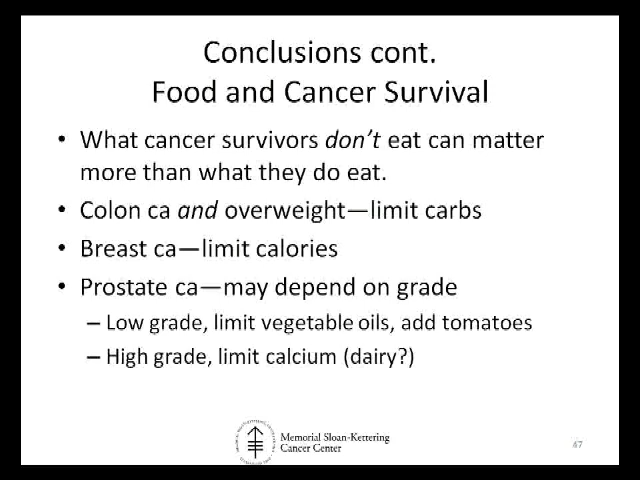 Conclusions cont.
Food and Cancer Survival
• What cancer survivors don't eat can matter
more than what they do eat.
• Colon ca and overweight—limit carbs
• Breast ca—limit calories
• Prostate ca—may depend on grade
– Low grade, limit vegetable oils, add tomatoes
– High grade, limit calcium (dairy?)
Memorial Sloan-Kettering
Cancer Center
47